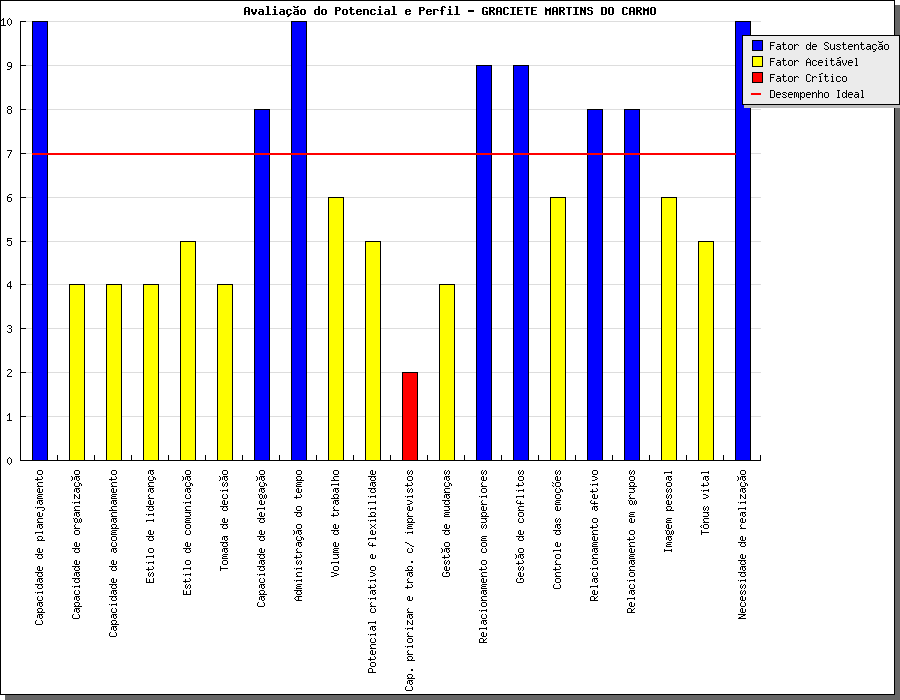 Avaliação do Potencial e Perfil - GRACIETE MARTINS DO CARMO
10
9
8
7
6
5
4
3
2
1
0
Fator de Sustentação
Fator Aceitável
Fator Crítico
Desempenho Ideal
Capacidade de planejamento
Capacidade de organização
Capacidade de acompanhamento
Estilo de liderança
Estilo de comunicação
Tomada de decisão
Capacidade de delegação
Administração do tempo
Volume de trabalho
Potencial criativo e flexibilidade
Cap. priorizar e trab. c/ imprevistos
Gestão de mudanças
Relacionamento com superiores
Gestão de conflitos
Controle das emoções
Relacionamento afetivo
Relacionamento em grupos
Imagem pessoal
Tônus vital
Necessidade de realização